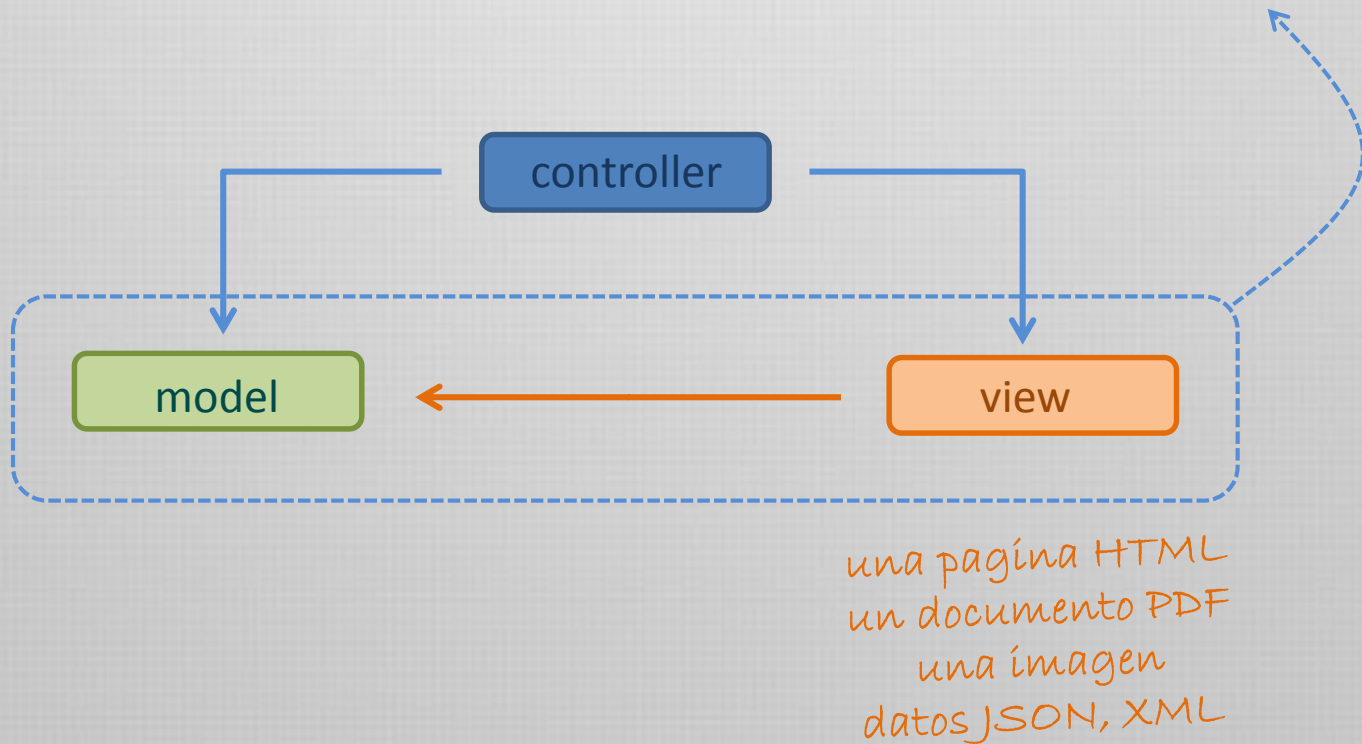 controller
model
view
una pagina HTML
un documento PDF
una imagen
datos JSON, XML